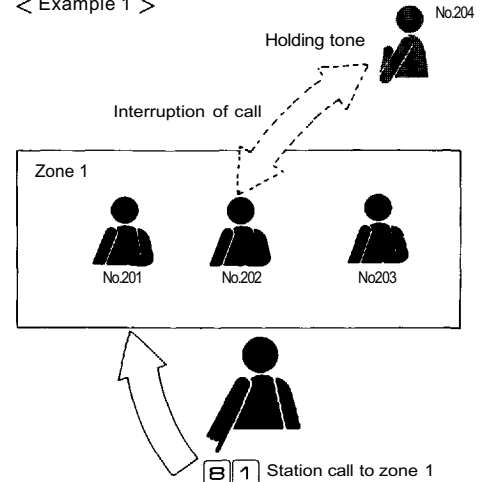 < Example 1 >
No.204
Holding tone
Interruption of call
Zone 1
No.201
No.202
No203
8 1 Station call to zone 1